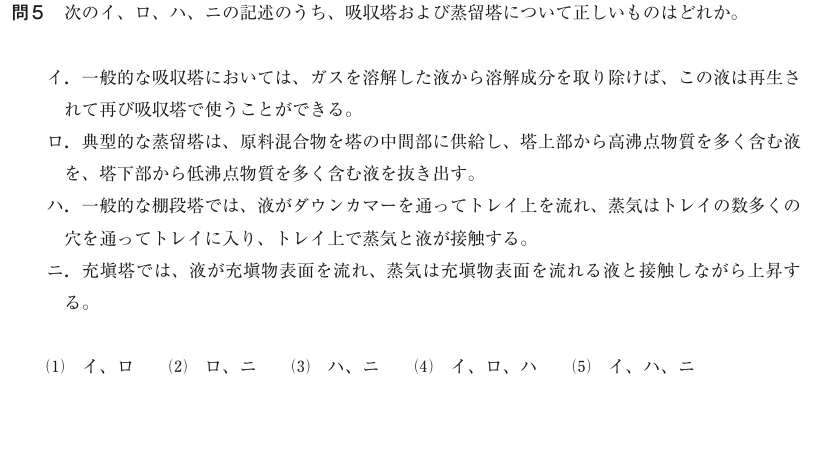 問5 次のイ、ロ、ハ、ニの記述のうち、吸収塔および蒸留塔について正しいものはどれか。
イ．一般的な吸収塔においては、ガスを溶解した液から溶解成分を取り除けば、この液は再生さ
れて再び吸収塔で使うことができる。
ロ．典型的な蒸留塔は、原料混合物を塔の中間部に供給し、塔上部から高沸点物質を多く含む液
を、塔下部から低沸点物質を多く含む液を抜き出す。
ハ．一般的な棚段塔では、液がダウンカマーを通ってトレイ上を流れ、蒸気はトレイの数多くの
穴を通ってトレイに入り、トレイ上で蒸気と液が接触する。
ニ．充塡塔では、液が充塡物表面を流れ、蒸気は充塡物表面を流れる液と接触しながら上昇す
る。
(1) イ、ロ (2) ロ、ニ (3) ハ、ニ (4) イ、ロ、ハ (5) イ、ハ、ニ